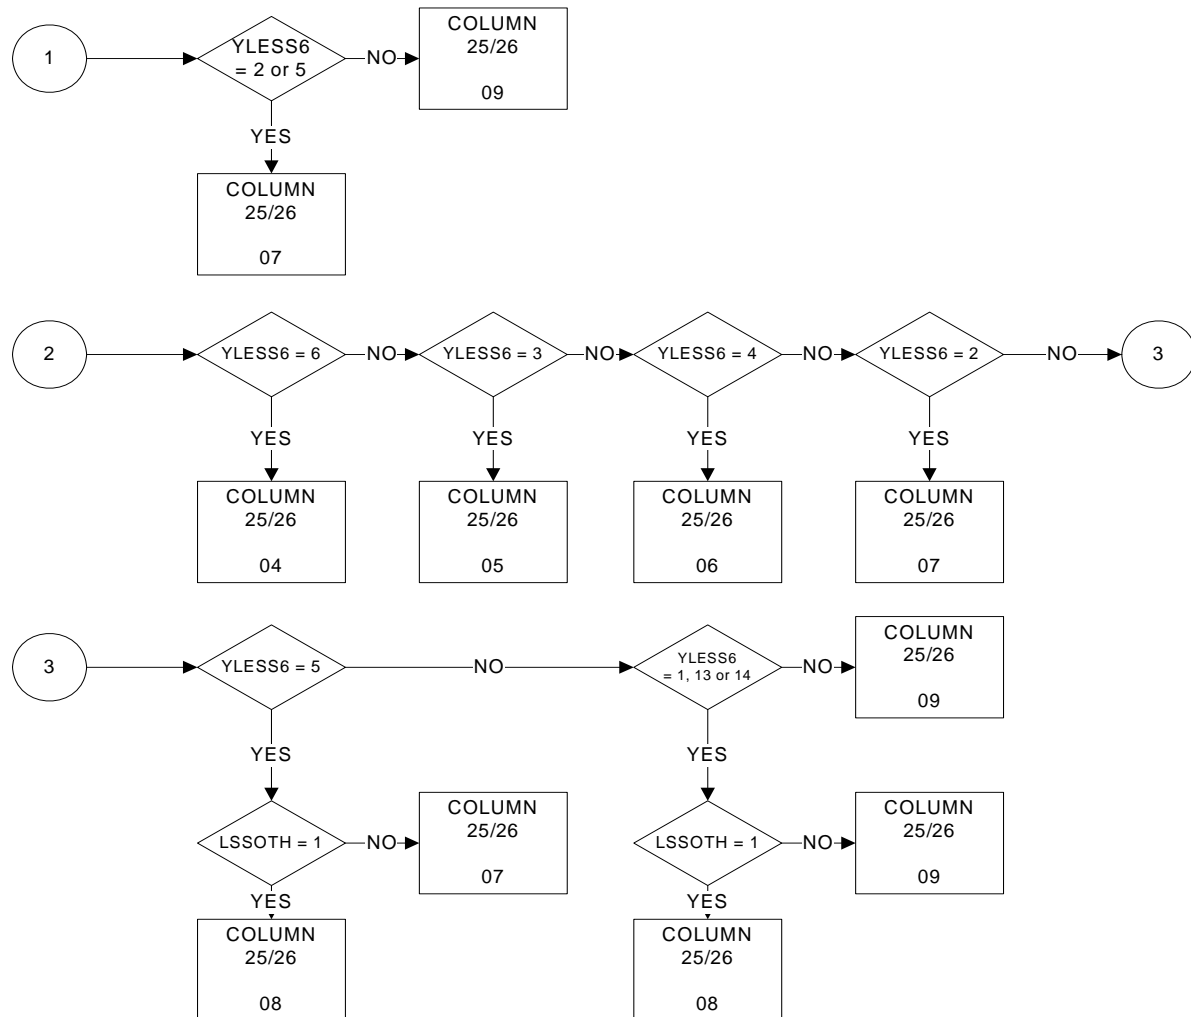 1
YLESS6
= 2 or 5
NO
COLUMN
25/26
09
YES
COLUMN
25/26
07
2
YLESS6 = 6
NO
YLESS6 = 3
NO
YLESS6 = 4
NO
YLESS6 = 2
NO
3
YES
YES
YES
YES
COLUMN
25/26
04
COLUMN
25/26
05
COLUMN
25/26
06
COLUMN
25/26
07
3
YLESS6 = 5
NO
YLESS6
= 1, 13 or 14
NO
COLUMN
25/26
09
YES
YES
LSSOTH = 1
NO
COLUMN
25/26
07
LSSOTH = 1
NO
COLUMN
25/26
09
YES
YES
COLUMN
25/26
08
COLUMN
25/26
08